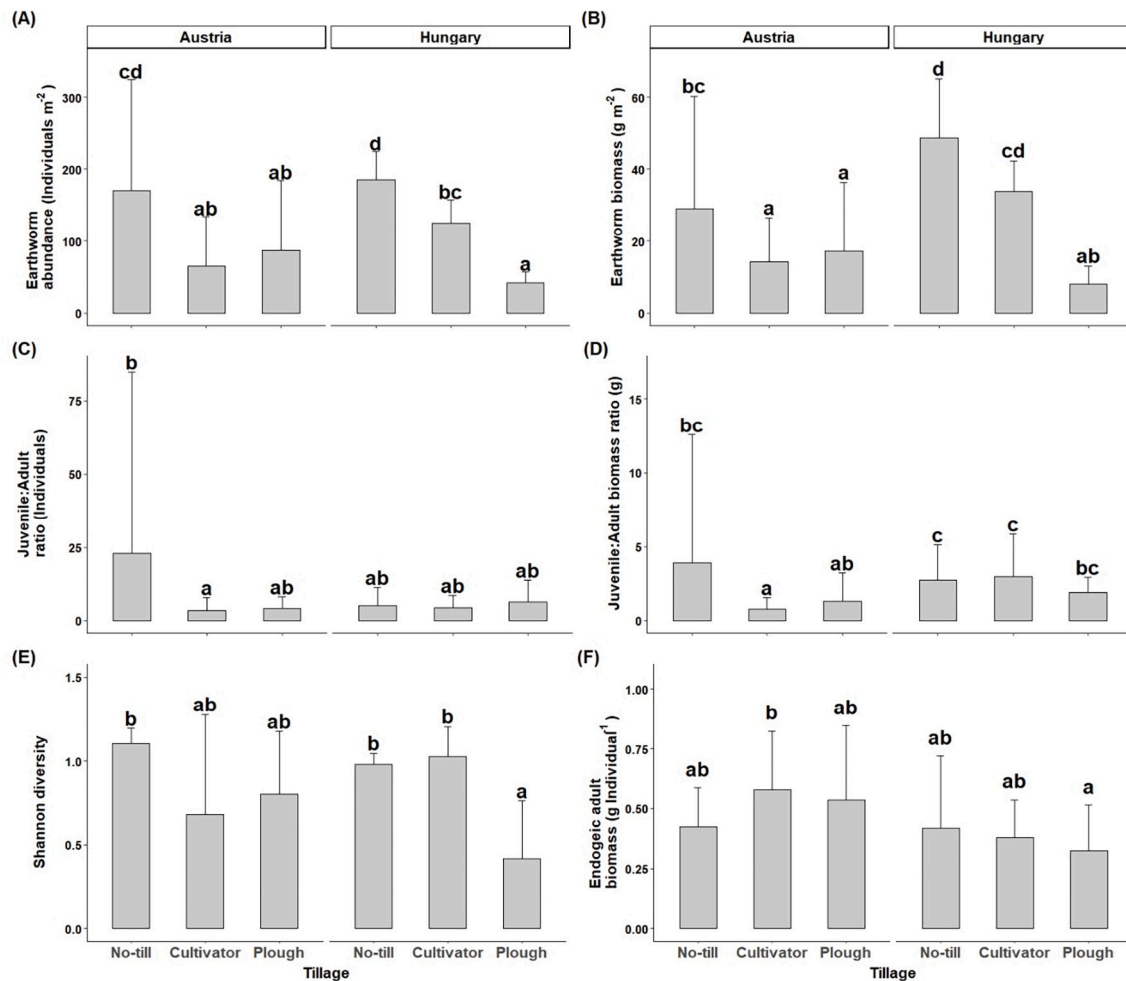 (A)
Austria
Hungary
Earthworm
abundance (Individuals m⁻²)
300
200
100
0
cd
ab
ab
d
bc
a
(B)
Austria
Hungary
Earthworm biomass (g m⁻²)
60
40
20
0
bc
a
a
d
cd
ab
(C)
Juvenile:Adult
ratio (Individuals)
75
50
25
0
b
a
ab
ab
ab
ab
(D)
Juvenile:Adult biomass ratio (g)
15
10
5
0
bc
a
ab
c
c
bc
(E)
Shannon diversity
1.5
1.0
0.5
0.0
b
ab
ab
b
b
a
No-till Cultivator Plough No-till Cultivator Plough
Tillage
(F)
Endogeic adult
biomass (g Individual⁻¹)
1.00
0.75
0.50
0.25
0.00
ab
b
ab
ab
ab
a
No-till Cultivator Plough No-till Cultivator Plough
Tillage